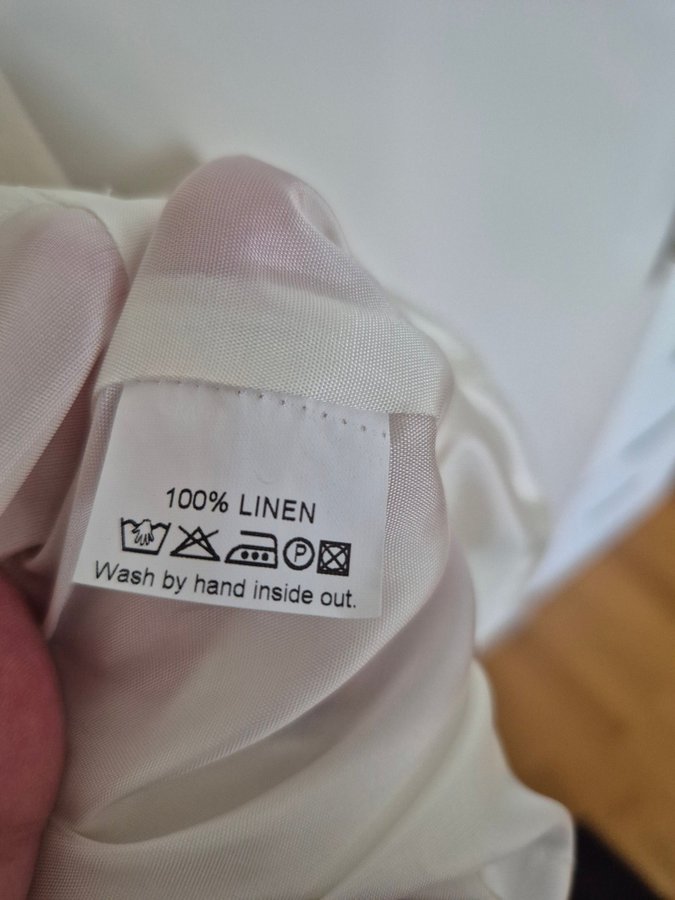 100% LINEN
P
Wash by hand inside out.